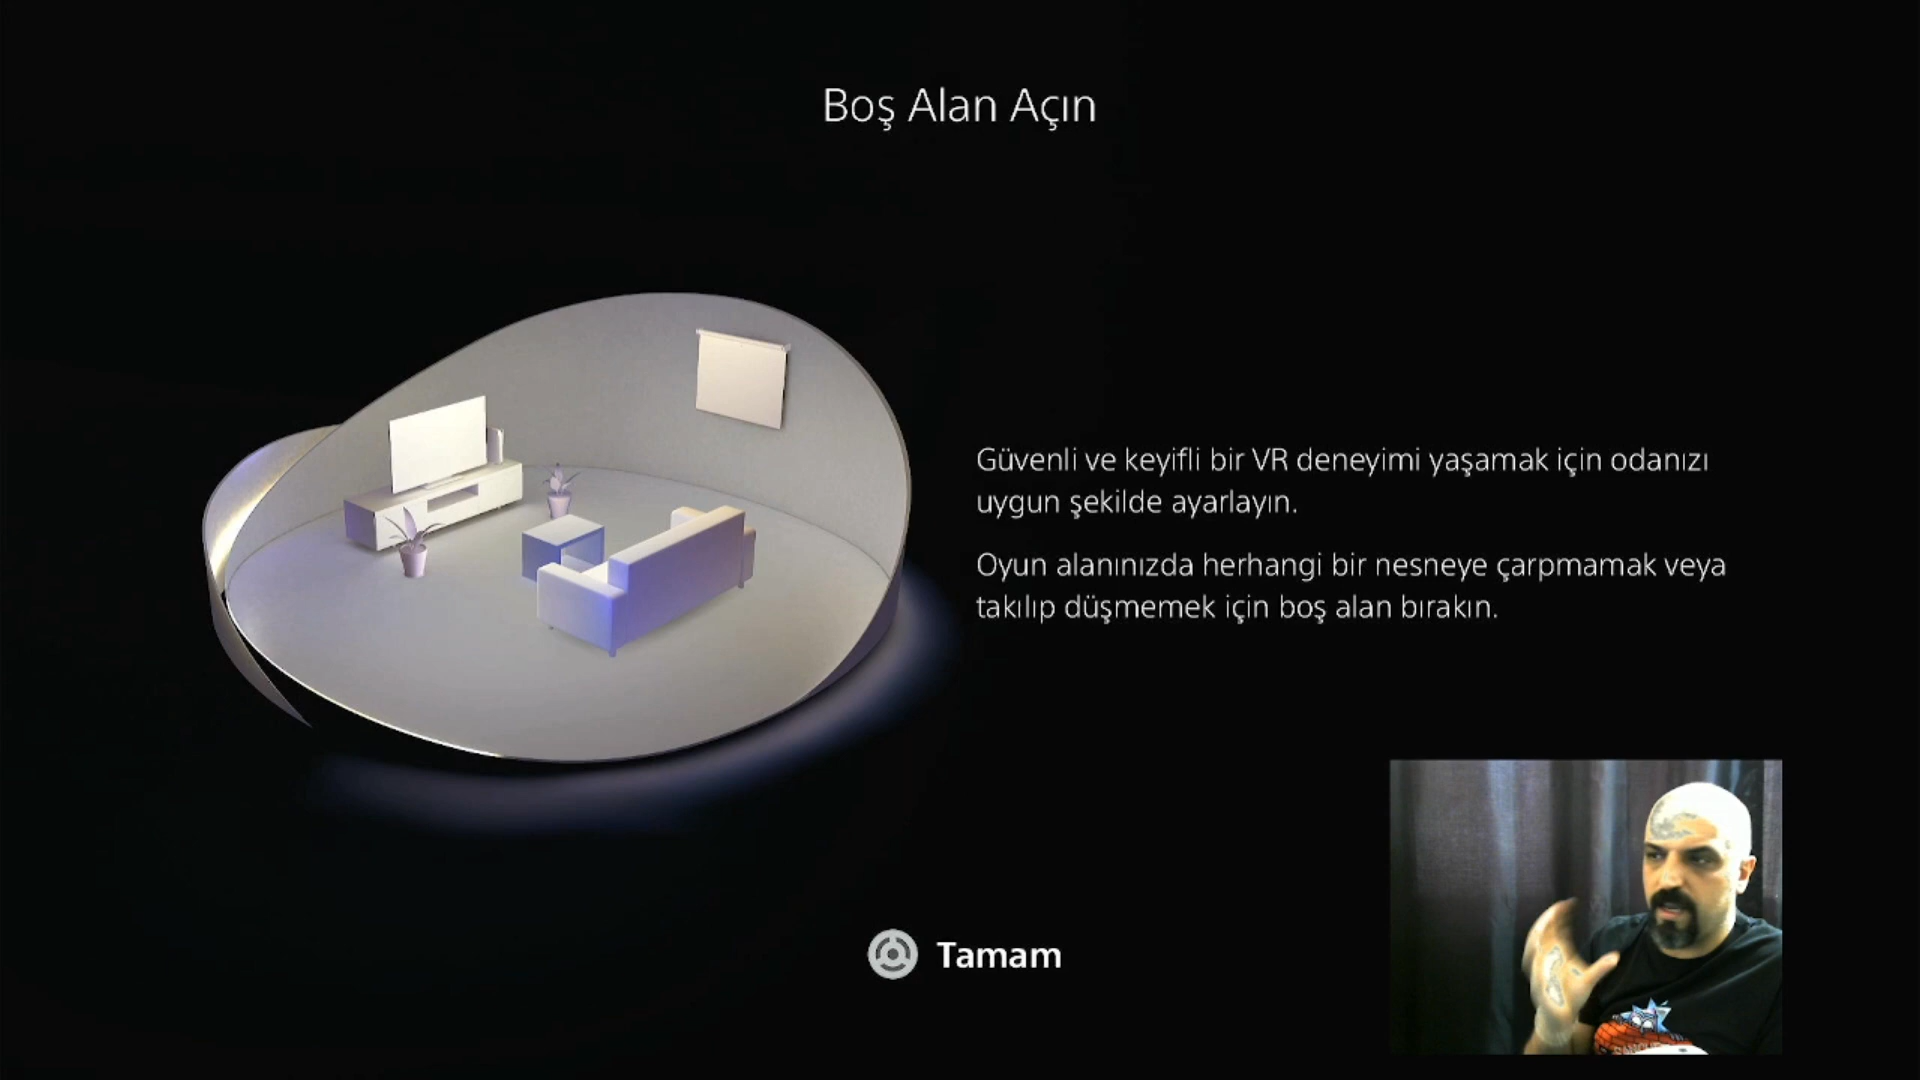 Boş Alan Açın
Güvenli ve keyifli bir VR deneyimi yaşamak için odanızı
uygun şekilde ayarlayın.
Oyun alanınızda herhangi bir nesneye çarpmamak veya
takılıp düşmemek için boş alan bırakın.
Tamam